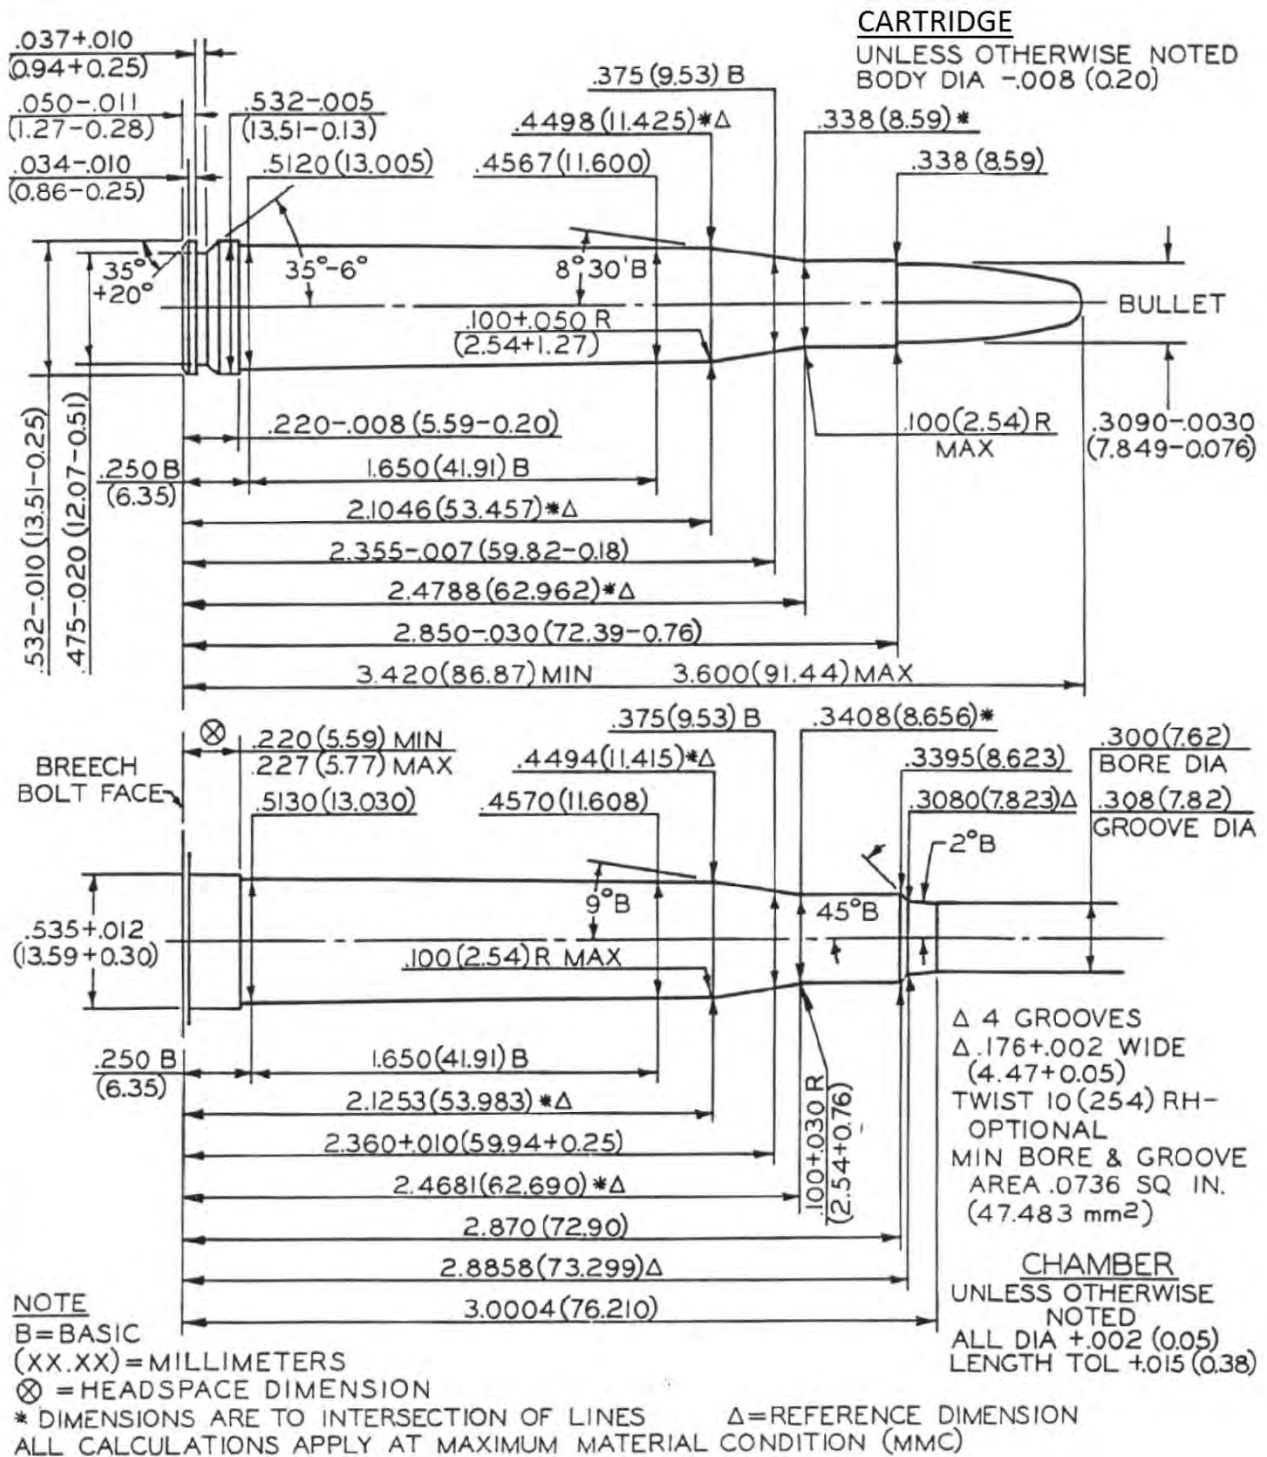 CARTRIDGE
UNLESS OTHERWISE NOTED
BODY DIA -.008 (0.20)
.037+.010
(0.94+0.25)
.050-.011
(1.27-0.28)
.034-.010
(0.86-0.25)
.532-.005
(13.51-0.13)
.5120 (13.005)
.375 (9.53) B
.4498 (11.425)*Δ
.4567 (11.600)
.338 (8.59) *
.338 (8.59)
35°
+20°
35°-6°
8°30'B
.100+.050 R
(2.54+1.27)
BULLET
.532-.010 (13.51-0.25)
.475-.020 (12.07-0.51)
.220-.008 (5.59-0.20)
.100 (2.54) R
MAX
.3090-.0030
(7.849-0.076)
.250 B
(6.35)
1.650 (41.91) B
2.1046 (53.457)*Δ
2.355-.007 (59.82-0.18)
2.4788 (62.962)*Δ
2.850-.030 (72.39-0.76)
3.420 (86.87) MIN 3.600 (91.44) MAX
⊗
.220 (5.59) MIN
.227 (5.77) MAX
BREECH
BOLT FACE
.5130 (13.030)
.375 (9.53) B
.4494 (11.415)*Δ
.4570 (11.608)
.3408 (8.656)*
.3395 (8.623)
.3080 (7.823)Δ
.300 (7.62)
BORE DIA
.308 (7.82)
GROOVE DIA
2°B
9°B
45°B
.535+.012
(13.59+0.30)
.100 (2.54) R MAX
.250 B
(6.35)
1.650 (41.91) B
2.1253 (53.983) *Δ
2.360+.010 (59.94+0.25)
2.4681 (62.690) *Δ
2.870 (72.90)
2.8858 (73.299)Δ
3.0004 (76.210)
.100+.030 R
(2.54+0.76)
Δ 4 GROOVES
Δ .176+.002 WIDE
(4.47+0.05)
TWIST 10 (254) RH-
OPTIONAL
MIN BORE & GROOVE
AREA .0736 SQ IN.
(47.483 mm²)
CHAMBER
UNLESS OTHERWISE
NOTED
ALL DIA +.002 (0.05)
LENGTH TOL +.015 (0.38)
NOTE
B=BASIC
(XX.XX)=MILLIMETERS
⊗ =HEADSPACE DIMENSION
* DIMENSIONS ARE TO INTERSECTION OF LINES Δ=REFERENCE DIMENSION
ALL CALCULATIONS APPLY AT MAXIMUM MATERIAL CONDITION (MMC)